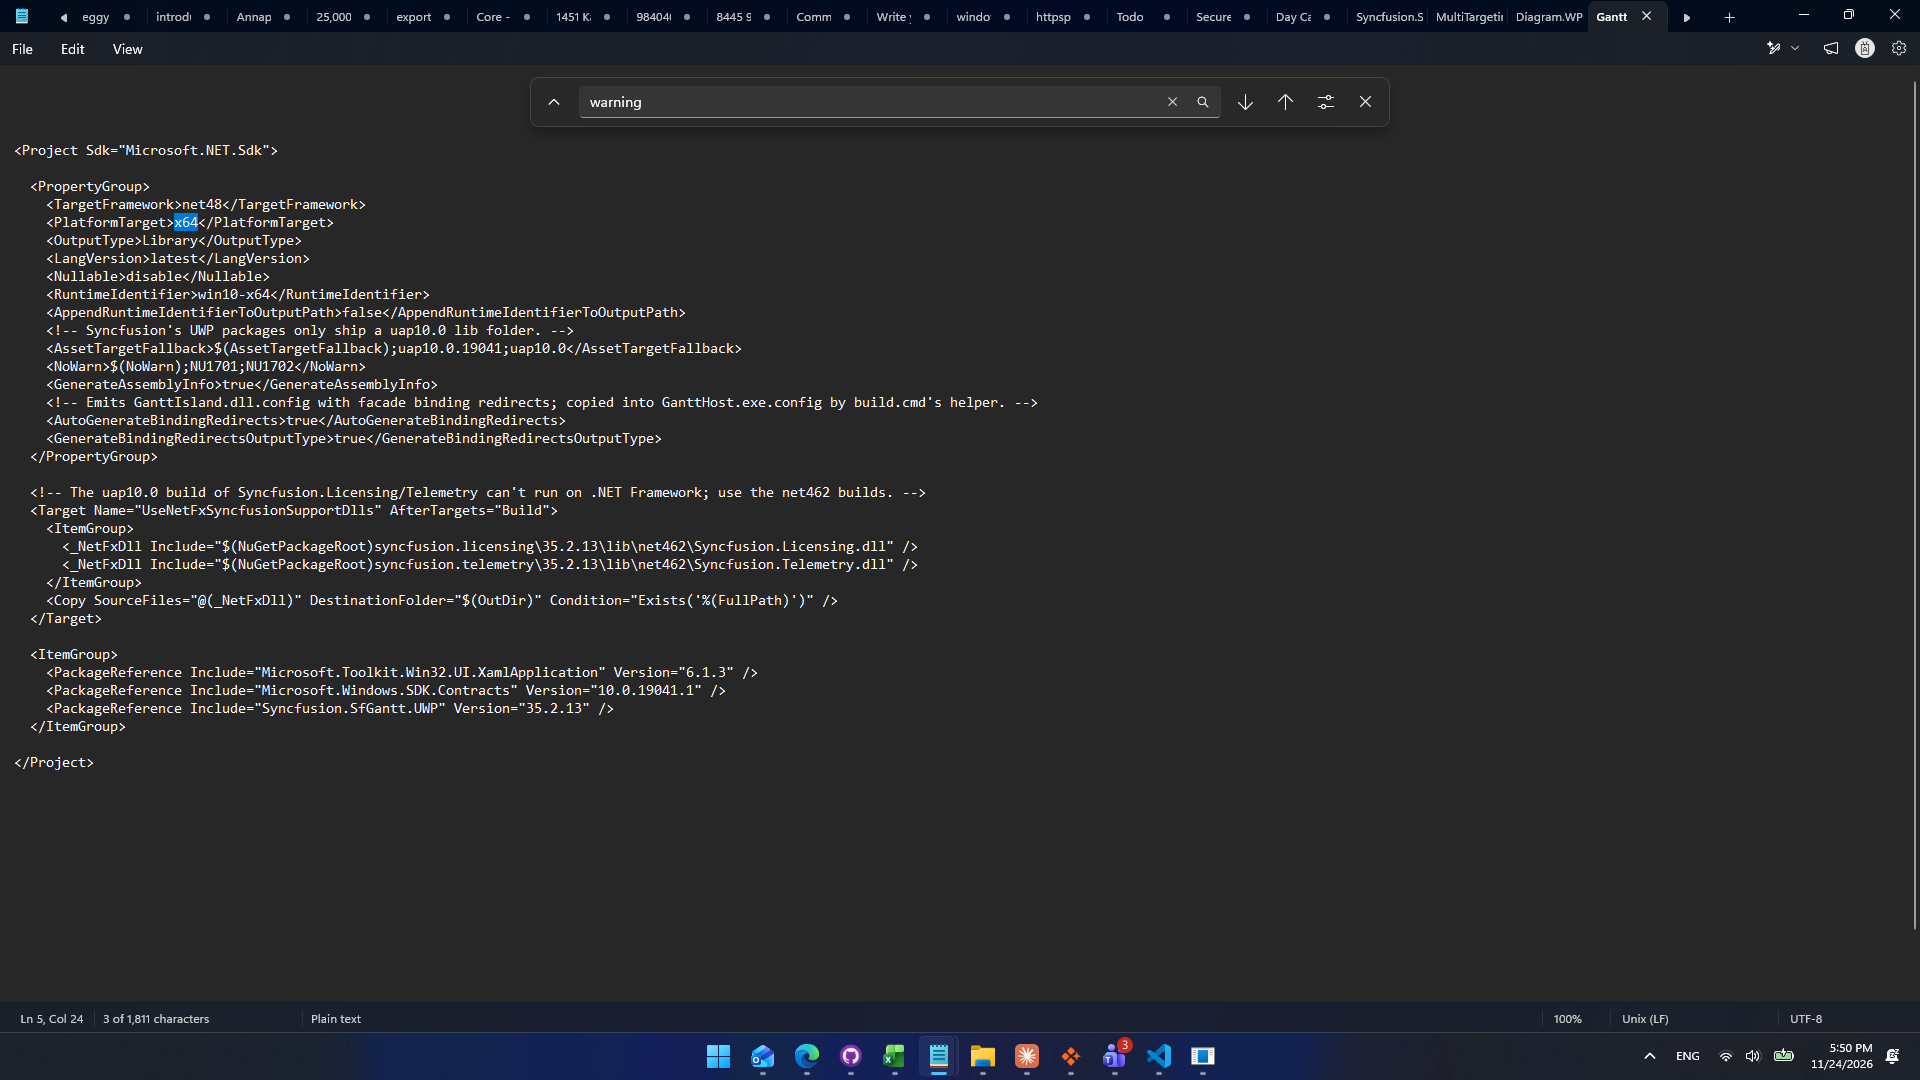 eggy
introdu
Annap
25,000
export
Core -
1451 Ka
98404
8445 9
Comm
Write y
windo
httpsp
Todo
Secure
Day Ca
Syncfusion.S
MultiTargetin
Diagram.WP
Gantt
File
Edit
View
warning
<Project Sdk="Microsoft.NET.Sdk">
<PropertyGroup>
<TargetFramework>net48</TargetFramework>
<PlatformTarget>x64</PlatformTarget>
<OutputType>Library</OutputType>
<LangVersion>latest</LangVersion>
<Nullable>disable</Nullable>
<RuntimeIdentifier>win10-x64</RuntimeIdentifier>
<AppendRuntimeIdentifierToOutputPath>false</AppendRuntimeIdentifierToOutputPath>
<!-- Syncfusion's UWP packages only ship a uap10.0 lib folder. -->
<AssetTargetFallback>$(AssetTargetFallback);uap10.0.19041;uap10.0</AssetTargetFallback>
<NoWarn>$(NoWarn);NU1701;NU1702</NoWarn>
<GenerateAssemblyInfo>true</GenerateAssemblyInfo>
<!-- Emits GanttIsland.dll.config with facade binding redirects; copied into GanttHost.exe.config by build.cmd's helper. -->
<AutoGenerateBindingRedirects>true</AutoGenerateBindingRedirects>
<GenerateBindingRedirectsOutputType>true</GenerateBindingRedirectsOutputType>
</PropertyGroup>
<!-- The uap10.0 build of Syncfusion.Licensing/Telemetry can't run on .NET Framework; use the net462 builds. -->
<Target Name="UseNetFxSyncfusionSupportDlls" AfterTargets="Build">
<ItemGroup>
<_NetFxDll Include="$(NuGetPackageRoot)syncfusion.licensing\35.2.13\lib\net462\Syncfusion.Licensing.dll" />
<_NetFxDll Include="$(NuGetPackageRoot)syncfusion.telemetry\35.2.13\lib\net462\Syncfusion.Telemetry.dll" />
</ItemGroup>
<Copy SourceFiles="@(_NetFxDll)" DestinationFolder="$(OutDir)" Condition="Exists('%(FullPath)')" />
</Target>
<ItemGroup>
<PackageReference Include="Microsoft.Toolkit.Win32.UI.XamlApplication" Version="6.1.3" />
<PackageReference Include="Microsoft.Windows.SDK.Contracts" Version="10.0.19041.1" />
<PackageReference Include="Syncfusion.SfGantt.UWP" Version="35.2.13" />
</ItemGroup>
</Project>
Ln 5, Col 24
3 of 1,811 characters
Plain text
100%
Unix (LF)
UTF-8
3
ENG
5:50 PM
11/24/2026